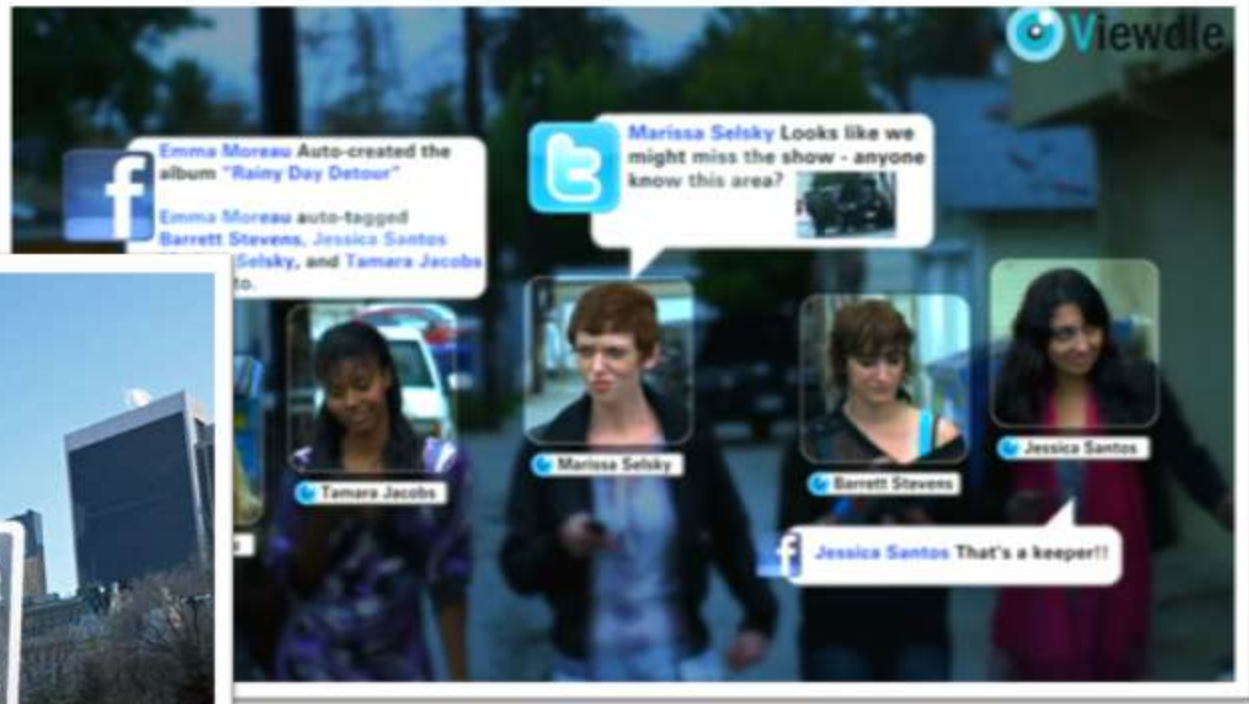 Viewdle
Emma Moreau Auto-created the
album "Rainy Day Detour"
Emma Moreau auto-tagged
Barrett Stevens, Jessica Santos
Selsky, and Tamara Jacobs
to.
Marissa Selsky Looks like we
might miss the show - anyone
know this area?
Tamara Jacobs
Marissa Selsky
Barrett Stevens
Jessica Santos
Jessica Santos That's a keeper!!